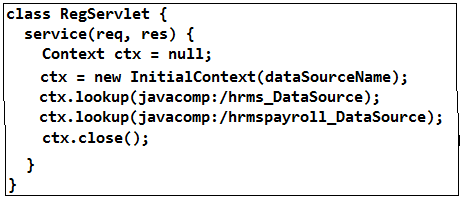 class RegServlet {
service(req, res) {
Context ctx = null;
ctx = new InitialContext(dataSourceName);
ctx.lookup(javacomp:/hrms_DataSource);
ctx.lookup(javacomp:/hrmspayroll_DataSource);
ctx.close();
}
}